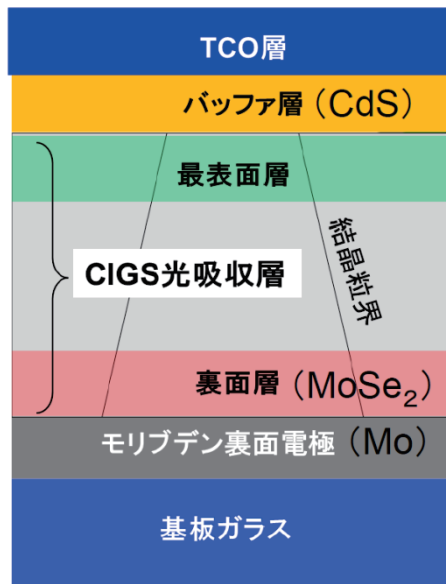 TCO層
バッファ層（CdS）
最表面層
CIGS光吸収層
結晶粒界
裏面層（MoSe₂）
モリブデン裏面電極（Mo）
基板ガラス